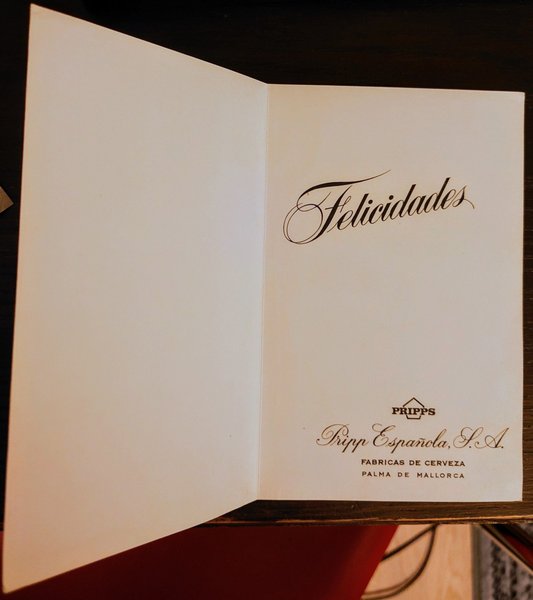 Felicidades
PRIPPS
Pripp Española, S. A.
FABRICAS DE CERVEZA
PALMA DE MALLORCA